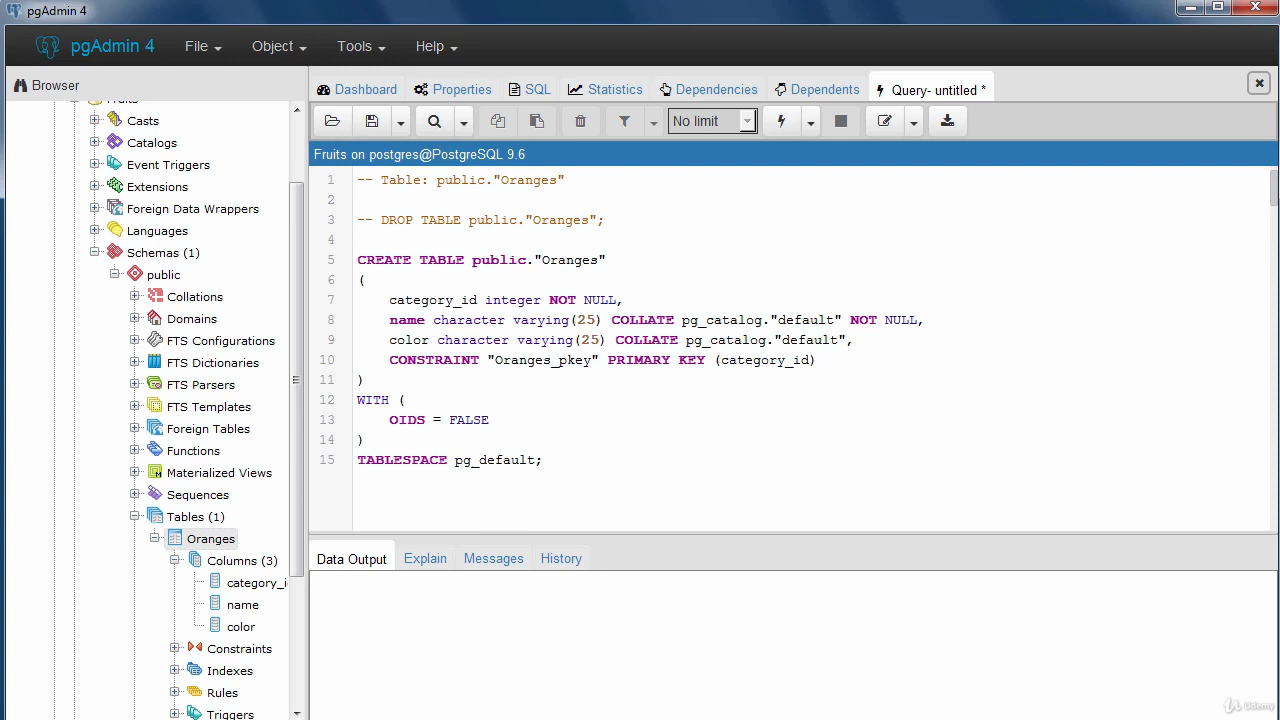 pgAdmin 4
pgAdmin 4 File Object Tools Help
Browser
Fruits
Casts
Catalogs
Event Triggers
Extensions
Foreign Data Wrappers
Languages
Schemas (1)
public
Collations
Domains
FTS Configurations
FTS Dictionaries
FTS Parsers
FTS Templates
Foreign Tables
Functions
Materialized Views
Sequences
Tables (1)
Oranges
Columns (3)
category_i
name
color
Constraints
Indexes
Rules
Triggers
Dashboard Properties SQL Statistics Dependencies Dependents Query- untitled *
No limit
Fruits on postgres@PostgreSQL 9.6
1 -- Table: public."Oranges"
2
3 -- DROP TABLE public."Oranges";
4
5 CREATE TABLE public."Oranges"
6 (
7 category_id integer NOT NULL,
8 name character varying(25) COLLATE pg_catalog."default" NOT NULL,
9 color character varying(25) COLLATE pg_catalog."default",
10 CONSTRAINT "Oranges_pkey" PRIMARY KEY (category_id)
11 )
12 WITH (
13 OIDS = FALSE
14 )
15 TABLESPACE pg_default;
Data Output Explain Messages History
Udemy